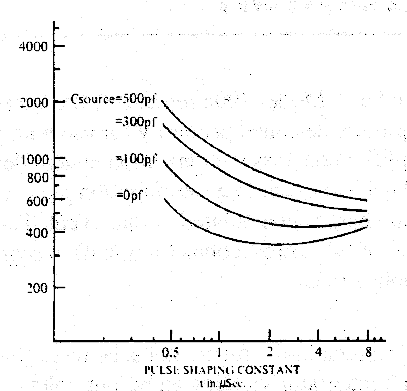 4000
2000
Csource=500pf
=300pf
1000
=100pf
800
600
=0pf
400
200
0.5 1 2 4 8
PULSE SHAPING CONSTANT
τ in μSec.